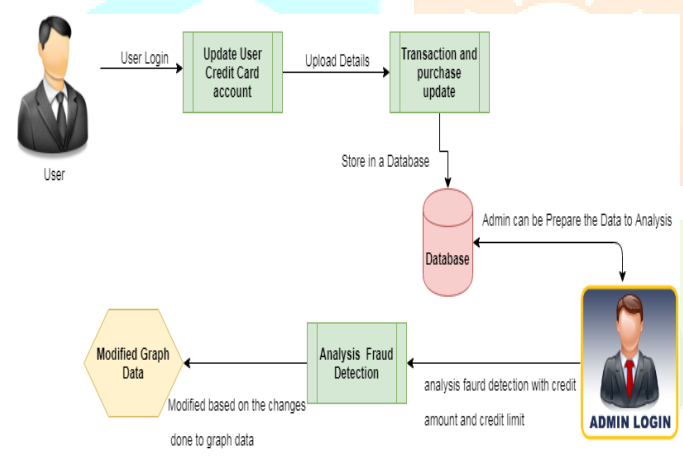 User Login
Update User
Credit Card
account
Upload Details
Transaction and
purchase
update
User
Store in a Database
Database
Admin can be Prepare the Data to Analysis
ADMIN LOGIN
analysis faurd detection with credit
amount and credit limit
Analysis Fraud
Detection
Modified based on the changes
done to graph data
Modified Graph
Data